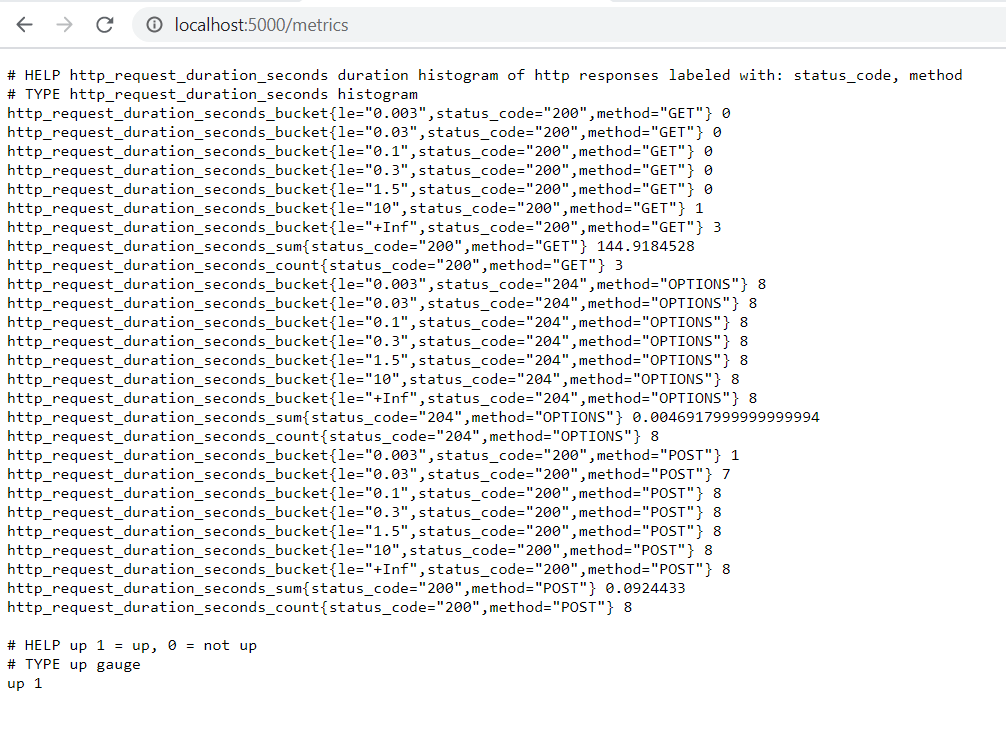 localhost:5000/metrics
# HELP http_request_duration_seconds duration histogram of http responses labeled with: status_code, method
# TYPE http_request_duration_seconds histogram
http_request_duration_seconds_bucket{le="0.003",status_code="200",method="GET"} 0
http_request_duration_seconds_bucket{le="0.03",status_code="200",method="GET"} 0
http_request_duration_seconds_bucket{le="0.1",status_code="200",method="GET"} 0
http_request_duration_seconds_bucket{le="0.3",status_code="200",method="GET"} 0
http_request_duration_seconds_bucket{le="1.5",status_code="200",method="GET"} 0
http_request_duration_seconds_bucket{le="10",status_code="200",method="GET"} 1
http_request_duration_seconds_bucket{le="+Inf",status_code="200",method="GET"} 3
http_request_duration_seconds_sum{status_code="200",method="GET"} 144.9184528
http_request_duration_seconds_count{status_code="200",method="GET"} 3
http_request_duration_seconds_bucket{le="0.003",status_code="204",method="OPTIONS"} 8
http_request_duration_seconds_bucket{le="0.03",status_code="204",method="OPTIONS"} 8
http_request_duration_seconds_bucket{le="0.1",status_code="204",method="OPTIONS"} 8
http_request_duration_seconds_bucket{le="0.3",status_code="204",method="OPTIONS"} 8
http_request_duration_seconds_bucket{le="1.5",status_code="204",method="OPTIONS"} 8
http_request_duration_seconds_bucket{le="10",status_code="204",method="OPTIONS"} 8
http_request_duration_seconds_bucket{le="+Inf",status_code="204",method="OPTIONS"} 8
http_request_duration_seconds_sum{status_code="204",method="OPTIONS"} 0.0046917999999999994
http_request_duration_seconds_count{status_code="204",method="OPTIONS"} 8
http_request_duration_seconds_bucket{le="0.003",status_code="200",method="POST"} 1
http_request_duration_seconds_bucket{le="0.03",status_code="200",method="POST"} 7
http_request_duration_seconds_bucket{le="0.1",status_code="200",method="POST"} 8
http_request_duration_seconds_bucket{le="0.3",status_code="200",method="POST"} 8
http_request_duration_seconds_bucket{le="1.5",status_code="200",method="POST"} 8
http_request_duration_seconds_bucket{le="10",status_code="200",method="POST"} 8
http_request_duration_seconds_bucket{le="+Inf",status_code="200",method="POST"} 8
http_request_duration_seconds_sum{status_code="200",method="POST"} 0.0924433
http_request_duration_seconds_count{status_code="200",method="POST"} 8
# HELP up 1 = up, 0 = not up
# TYPE up gauge
up 1